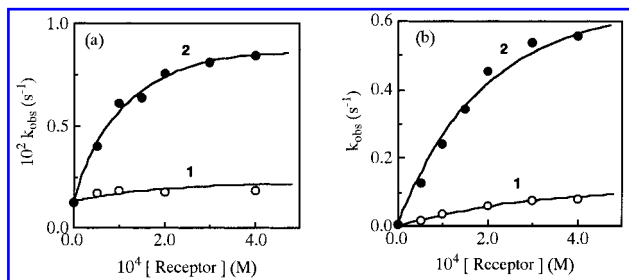 (a)
2
1
10² k_obs (s⁻¹)
1.0
0.5
0.0
0.0 2.0 4.0
10⁴ [ Receptor ] (M)
(b)
2
1
k_obs (s⁻¹)
0.6
0.4
0.2
0.0
0.0 2.0 4.0
10⁴ [ Receptor ] (M)